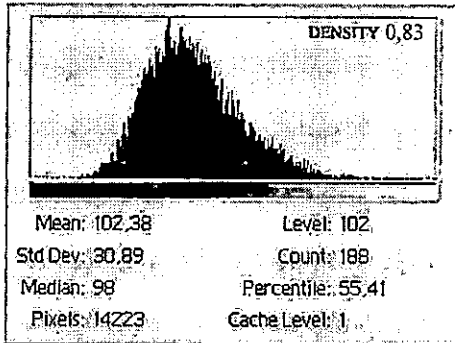 DENSITY 0,83
Mean: 102,38 Level: 102
Std Dev: 30,89 Count: 188
Median: 98 Percentile: 55,41
Pixels: 14223 Cache Level: 1